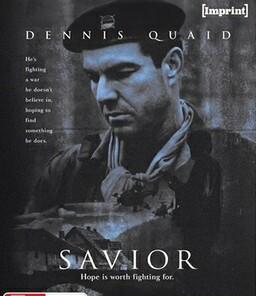 [Imprint]
DENNIS QUAID
He's
fighting
a war
he doesn't
believe in,
hoping to
find
something
he does.
SAVIOR
Hope is worth fighting for.